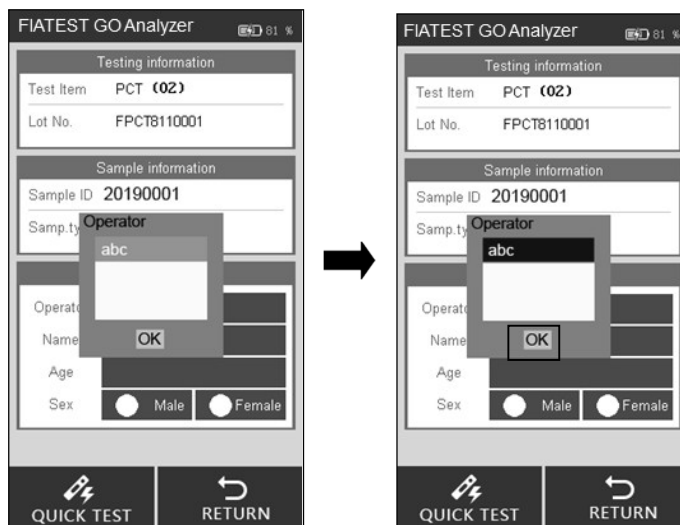 FIATEST GO Analyzer 81 %
Testing information
Test Item PCT (02)
Lot No. FPCT8110001
Sample information
Sample ID 20190001
Samp.ty
Operator
abc
Operato
OK
Name
Age
Sex Male Female
QUICK TEST RETURN
FIATEST GO Analyzer 81 %
Testing information
Test Item PCT (02)
Lot No. FPCT8110001
Sample information
Sample ID 20190001
Samp.ty
Operator
abc
Operato
OK
Name
Age
Sex Male Female
QUICK TEST RETURN